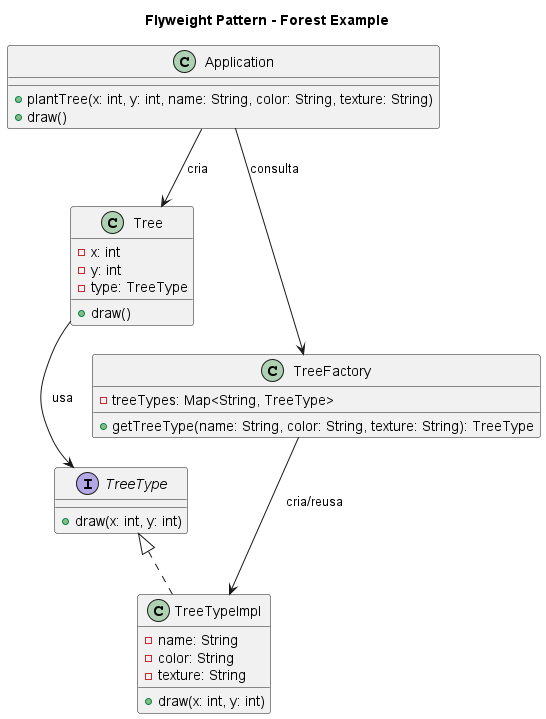 Flyweight Pattern - Forest Example
C Application
plantTree(x: int, y: int, name: String, color: String, texture: String)
draw()
cria
consulta
C Tree
x: int
y: int
type: TreeType
draw()
C TreeFactory
treeTypes: Map<String, TreeType>
getTreeType(name: String, color: String, texture: String): TreeType
usa
I TreeType
draw(x: int, y: int)
cria/reusa
C TreeTypeImpl
name: String
color: String
texture: String
draw(x: int, y: int)